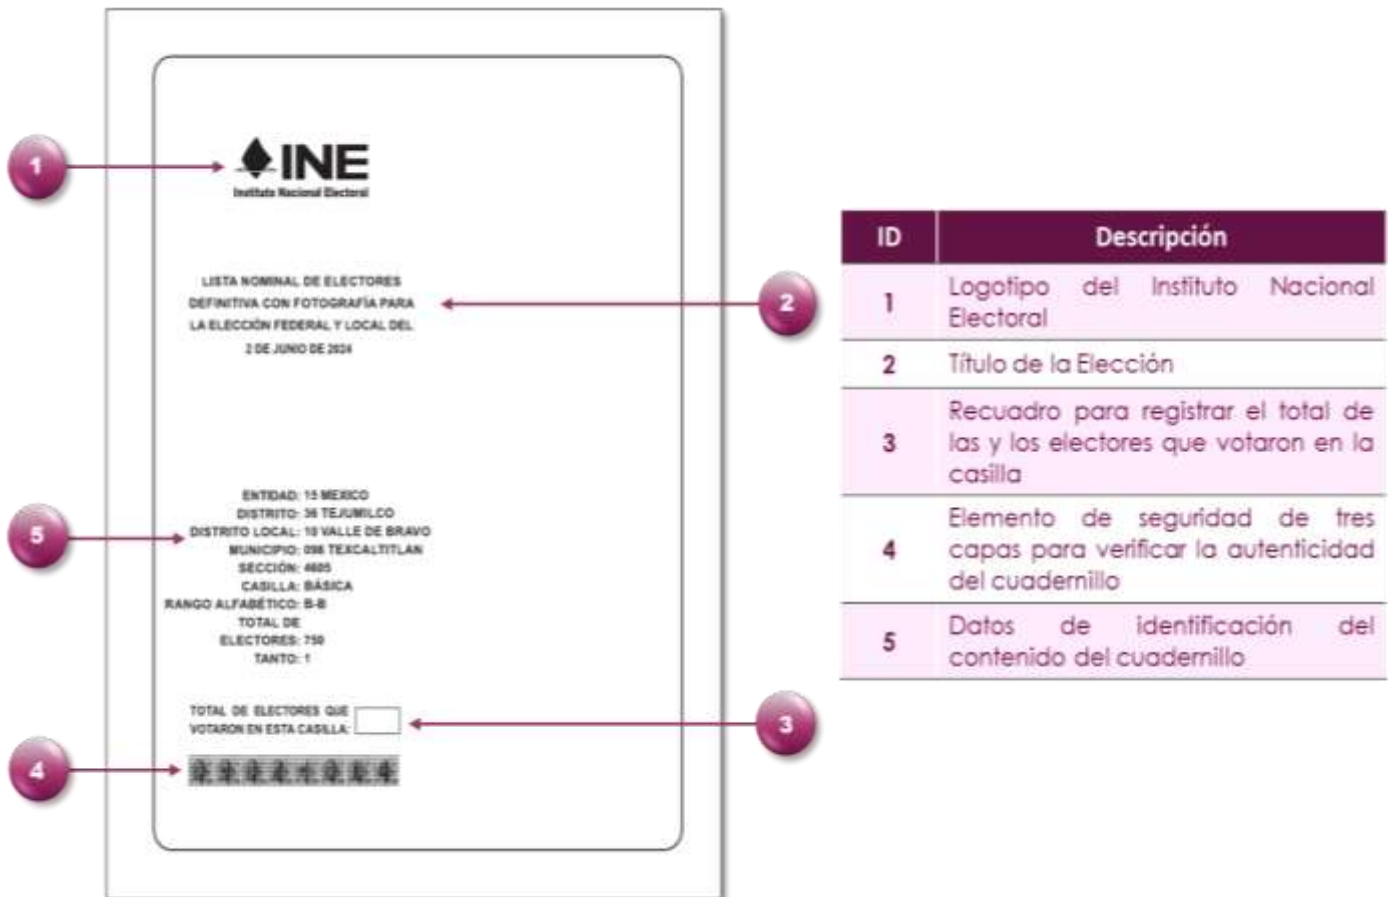 1
INE
Instituto Nacional Electoral
LISTA NOMINAL DE ELECTORES
DEFINITIVA CON FOTOGRAFÍA PARA
LA ELECCIÓN FEDERAL Y LOCAL DEL
2 DE JUNIO DE 2024
2
ENTIDAD: 15 MEXICO
DISTRITO: 36 TEJUMILCO
5
DISTRITO LOCAL: 10 VALLE DE BRAVO
MUNICIPIO: 098 TEXCALTITLAN
SECCIÓN: 4605
CASILLA: BÁSICA
RANGO ALFABÉTICO: B-B
TOTAL DE
ELECTORES: 750
TANTO: 1
TOTAL DE ELECTORES QUE
VOTARON EN ESTA CASILLA:
3
4
ID Descripción
1 Logotipo del Instituto Nacional
Electoral
2 Título de la Elección
3 Recuadro para registrar el total de
las y los electores que votaron en la
casilla
4 Elemento de seguridad de tres
capas para verificar la autenticidad
del cuadernillo
5 Datos de identificación del
contenido del cuadernillo